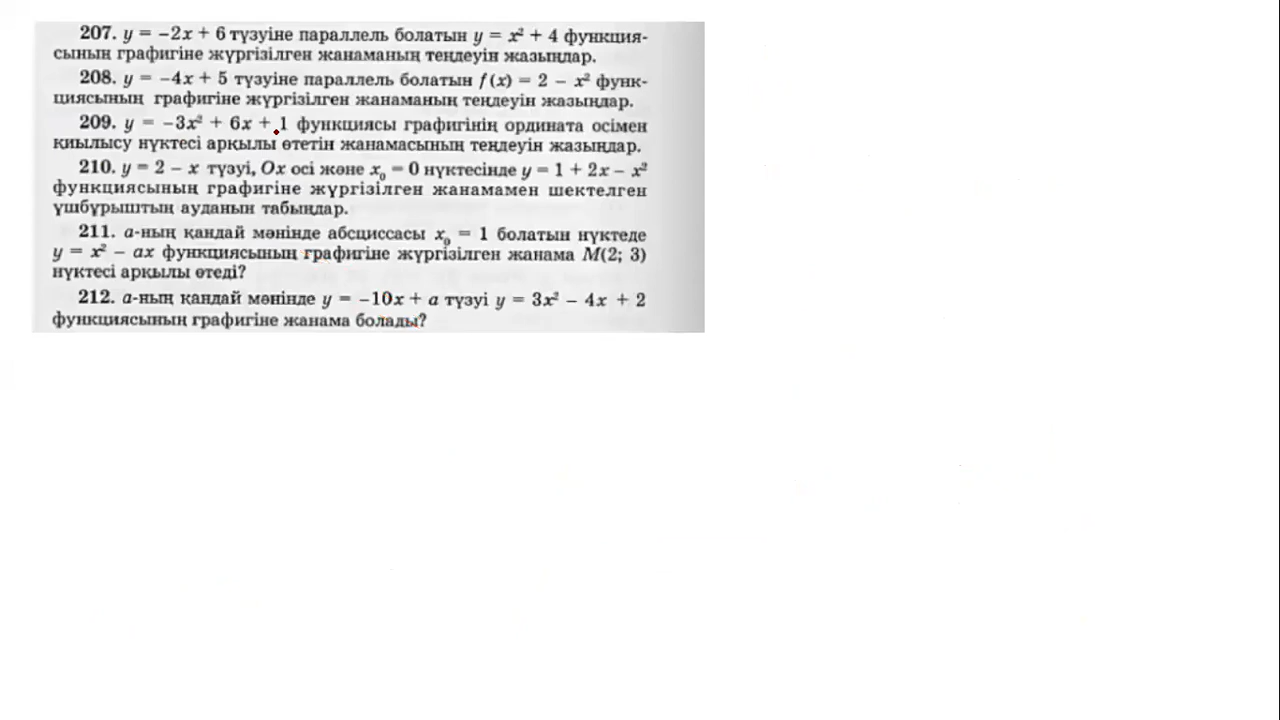 207. y = −2x + 6 түзуіне параллель болатын y = x² + 4 функция-
сының графигіне жүргізілген жанаманың теңдеуін жазыңдар.
208. y = −4x + 5 түзуіне параллель болатын f(x) = 2 − x² функ-
циясының графигіне жүргізілген жанаманың теңдеуін жазыңдар.
209. y = −3x² + 6x + 1 функциясы графигінің ордината осімен
қиылысу нүктесі арқылы өтетін жанамасының теңдеуін жазыңдар.
210. y = 2 − x түзуі, Ox осі және x₀ = 0 нүктесінде y = 1 + 2x − x²
функциясының графигіне жүргізілген жанамамен шектелген
үшбұрыштың ауданын табыңдар.
211. a-ның қандай мәнінде абсциссасы x₀ = 1 болатын нүктеде
y = x² − ax функциясының графигіне жүргізілген жанама M(2; 3)
нүктесі арқылы өтеді?
212. a-ның қандай мәнінде y = −10x + a түзуі y = 3x² − 4x + 2
функциясының графигіне жанама болады?